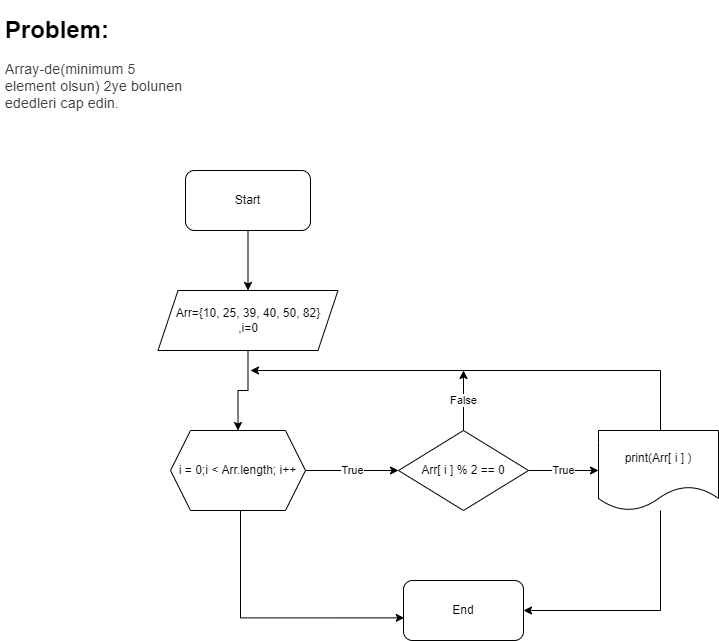 Problem:
Array-de(minimum 5
element olsun) 2ye bolunen
ededleri cap edin.
Start
Arr={10, 25, 39, 40, 50, 82}
,i=0
False
i = 0;i < Arr.length; i++
True
Arr[ i ] % 2 == 0
True
print(Arr[ i ] )
End